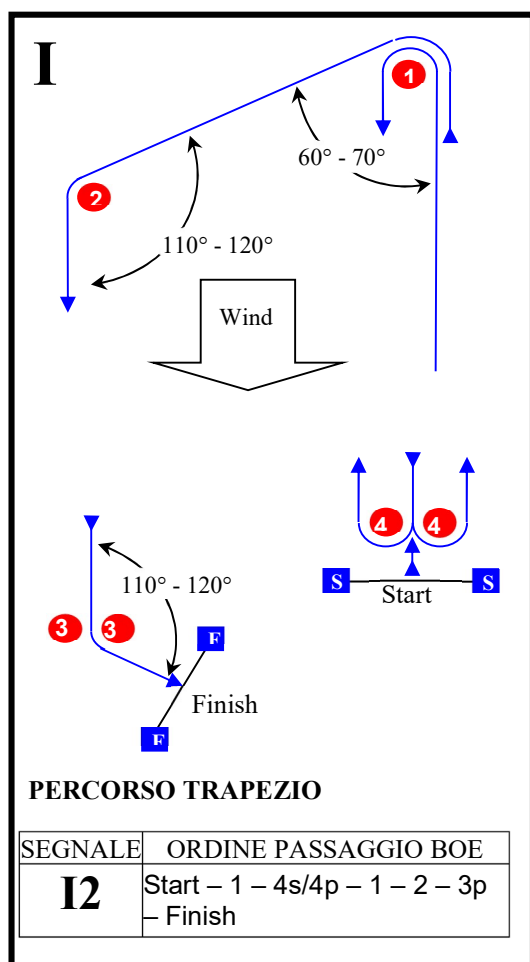 I
1
60° - 70°
2
110° - 120°
Wind
4 4
S S
Start
110° - 120°
3 3
F
Finish
F
PERCORSO TRAPEZIO
SEGNALE ORDINE PASSAGGIO BOE
I2 Start – 1 – 4s/4p – 1 – 2 – 3p
– Finish